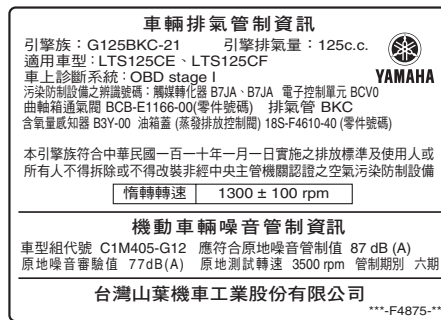 車輛排氣管制資訊
引擎族：G125BKC-21 引擎排氣量：125c.c.
適用車型：LTS125CE、LTS125CF
車上診斷系統：OBD stage I
YAMAHA
污染防制設備之辨識號碼：觸媒轉化器 B7JA、B7JA 電子控制單元 BCV0
曲軸箱通氣閥 BCB-E1166-00(零件號碼) 排氣管 BKC
含氧量感知器 B3Y-00 油箱蓋 (蒸發排放控制閥) 18S-F4610-40 (零件號碼)
本引擎族符合中華民國一百一十年一月一日實施之排放標準及使用人或
所有人不得拆除或不得改裝非經中央主管機關認證之空氣污染防制設備
惰轉轉速 1300 ± 100 rpm
機動車輛噪音管制資訊
車型組代號 C1M405-G12 應符合原地噪音管制值 87 dB (A)
原地噪音審驗值 77dB(A) 原地測試轉速 3500 rpm 管制期別 六期
台灣山葉機車工業股份有限公司
***-F4875-**